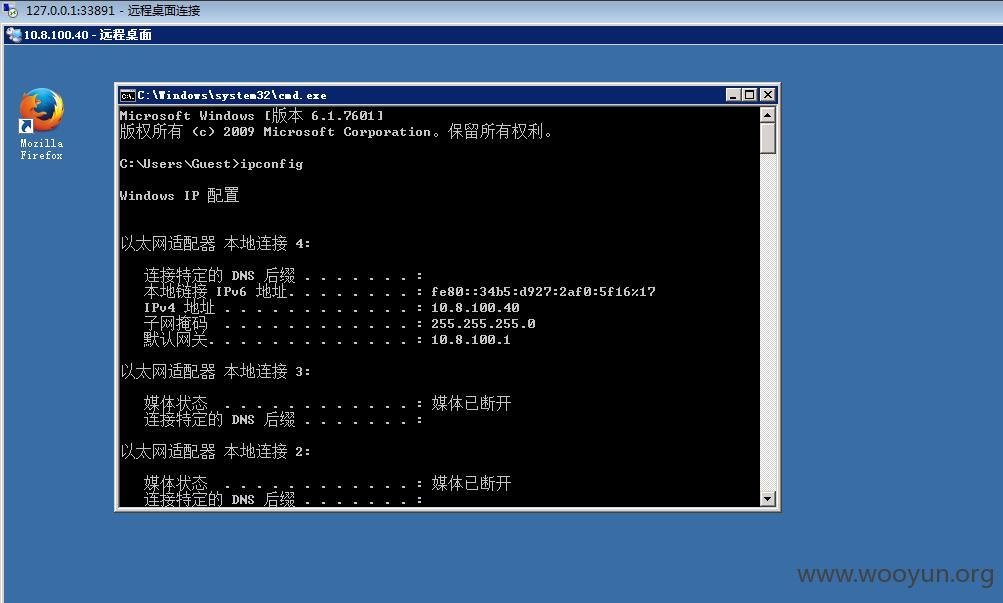 127.0.0.1:33891 - 远程桌面连接
10.8.100.40 - 远程桌面
Mozilla
Firefox
C:\Windows\system32\cmd.exe
Microsoft Windows [版本 6.1.7601]
版权所有 (c) 2009 Microsoft Corporation。保留所有权利。
C:\Users\Guest>ipconfig
Windows IP 配置
以太网适配器 本地连接 4:
连接特定的 DNS 后缀 . . . . . . . :
本地链接 IPv6 地址. . . . . . . . : fe80::34b5:d927:2af0:5f16%17
IPv4 地址 . . . . . . . . . . . . : 10.8.100.40
子网掩码 . . . . . . . . . . . . : 255.255.255.0
默认网关. . . . . . . . . . . . . : 10.8.100.1
以太网适配器 本地连接 3:
媒体状态 . . . . . . . . . . . . : 媒体已断开
连接特定的 DNS 后缀 . . . . . . . :
以太网适配器 本地连接 2:
媒体状态 . . . . . . . . . . . . : 媒体已断开
连接特定的 DNS 后缀 . . . . . . . :
www.wooyun.org